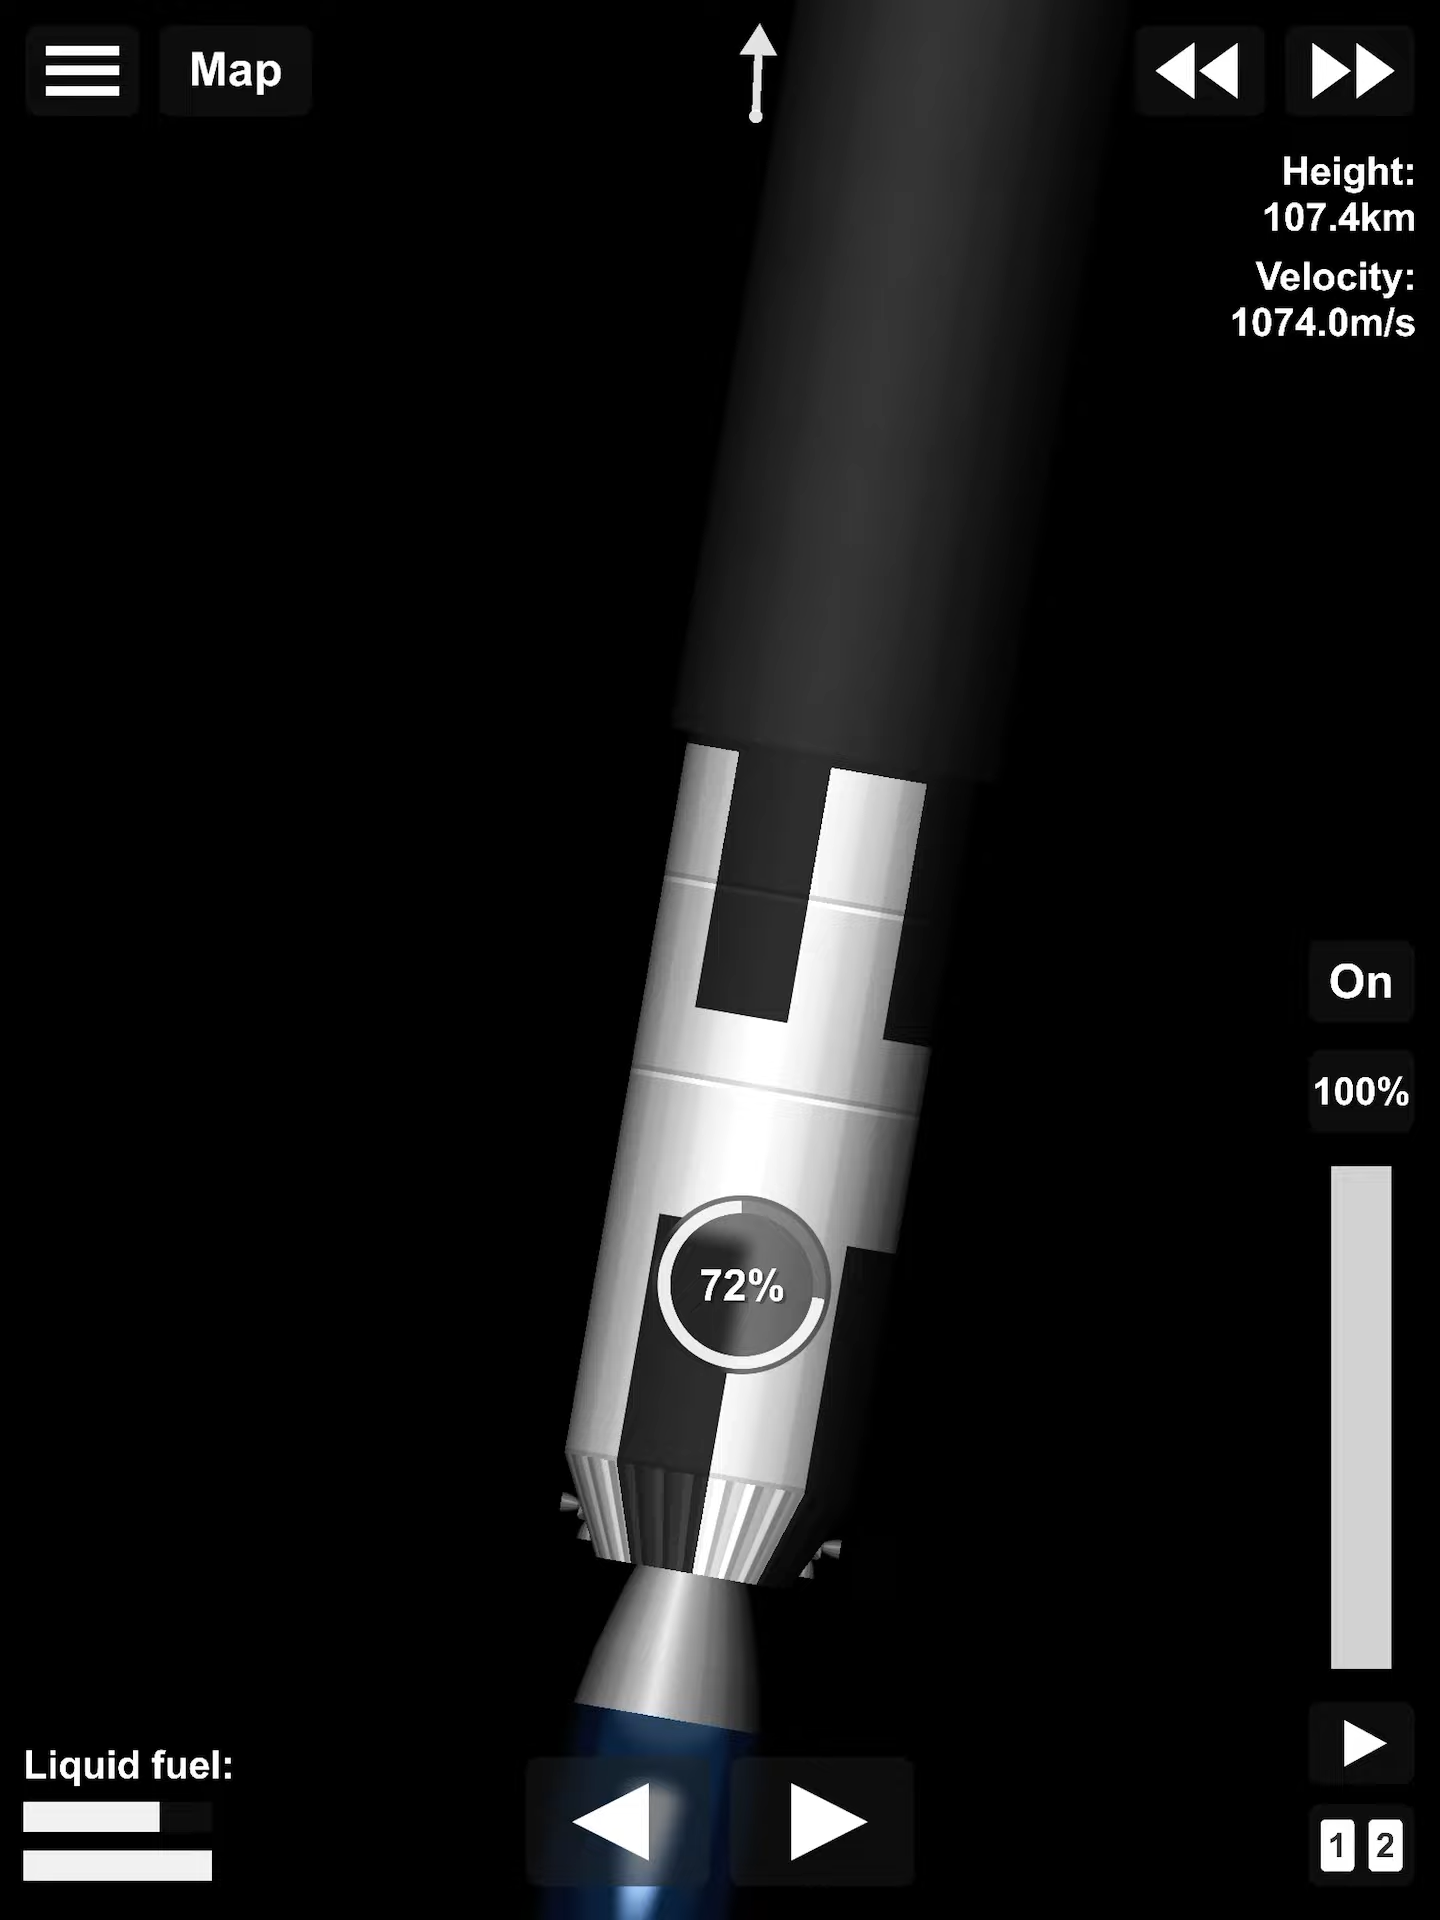 Map
Height:
107.4km
Velocity:
1074.0m/s
On
100%
72%
Liquid fuel:
1 2